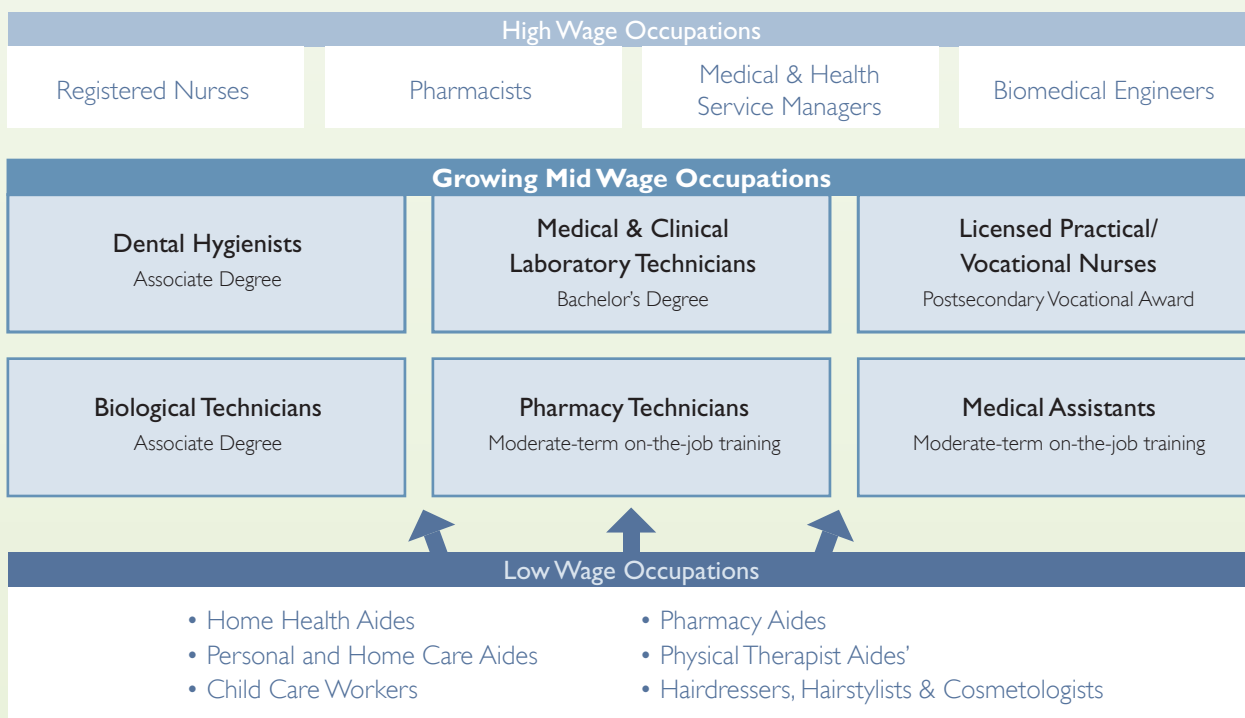 High Wage Occupations
Registered Nurses
Pharmacists
Medical & Health
Service Managers
Biomedical Engineers
Growing Mid Wage Occupations
Dental Hygienists
Associate Degree
Medical & Clinical
Laboratory Technicians
Bachelor's Degree
Licensed Practical/
Vocational Nurses
Postsecondary Vocational Award
Biological Technicians
Associate Degree
Pharmacy Technicians
Moderate-term on-the-job training
Medical Assistants
Moderate-term on-the-job training
Low Wage Occupations
• Home Health Aides
• Personal and Home Care Aides
• Child Care Workers
• Pharmacy Aides
• Physical Therapist Aides’
• Hairdressers, Hairstylists & Cosmetologists